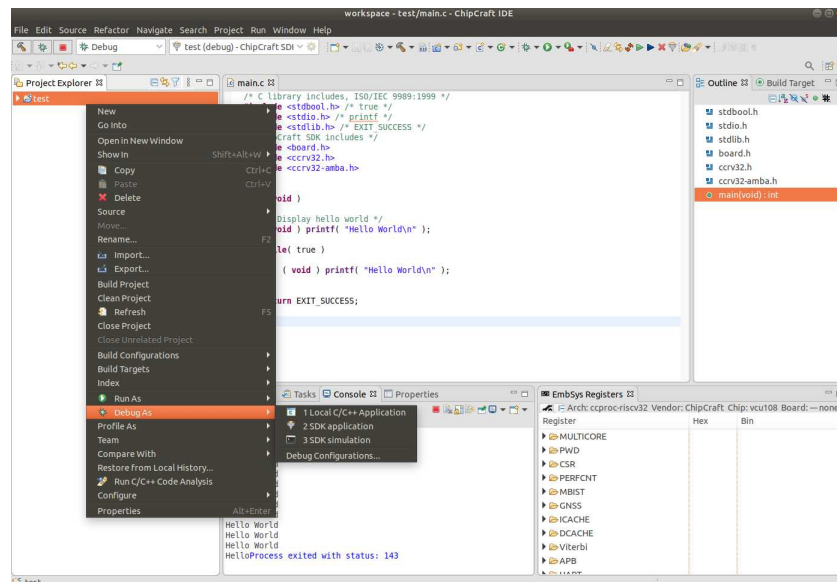 workspace - test/main.c - ChipCraft IDE
File Edit Source Refactor Navigate Search Project Run Window Help
Debug
test (debug) - ChipCraft SDI
Project Explorer
test
New
Go Into
Open in New Window
Show In Shift+Alt+W
Copy Ctrl+C
Paste Ctrl+V
Delete
Source
Move...
Rename... F2
Import...
Export...
Build Project
Clean Project
Refresh F5
Close Project
Close Unrelated Project
Build Configurations
Build Targets
Index
Run As
Debug As
Profile As
Team
Compare With
Restore from Local History...
Run C/C++ Code Analysis
Configure
Properties Alt+Enter
1 Local C/C++ Application
2 SDK application
3 SDK simulation
Debug Configurations...
main.c
/* C library includes, ISO/IEC 9989:1999 */
e <stdbool.h> /* true */
e <stdio.h> /* printf */
e <stdlib.h> /* EXIT_SUCCESS */
Craft SDK includes */
e <board.h>
e <ccrv32.h>
e <ccrv32-amba.h>
void )
Display hello world */
void ) printf( "Hello World\n" );
le( true )
( void ) printf( "Hello World\n" );
urn EXIT_SUCCESS;
Tasks Console Properties
Hello World
Hello World
Hello World
HelloProcess exited with status: 143
Outline Build Target
stdbool.h
stdio.h
stdlib.h
board.h
ccrv32.h
ccrv32-amba.h
main(void) : int
EmbSys Registers
Arch: ccproc-riscv32 Vendor: ChipCraft Chip: vcu108 Board: — none
Register Hex Bin
MULTICORE
PWD
CSR
PERFCNT
MBIST
GNSS
ICACHE
DCACHE
Viterbi
APB
UART
test